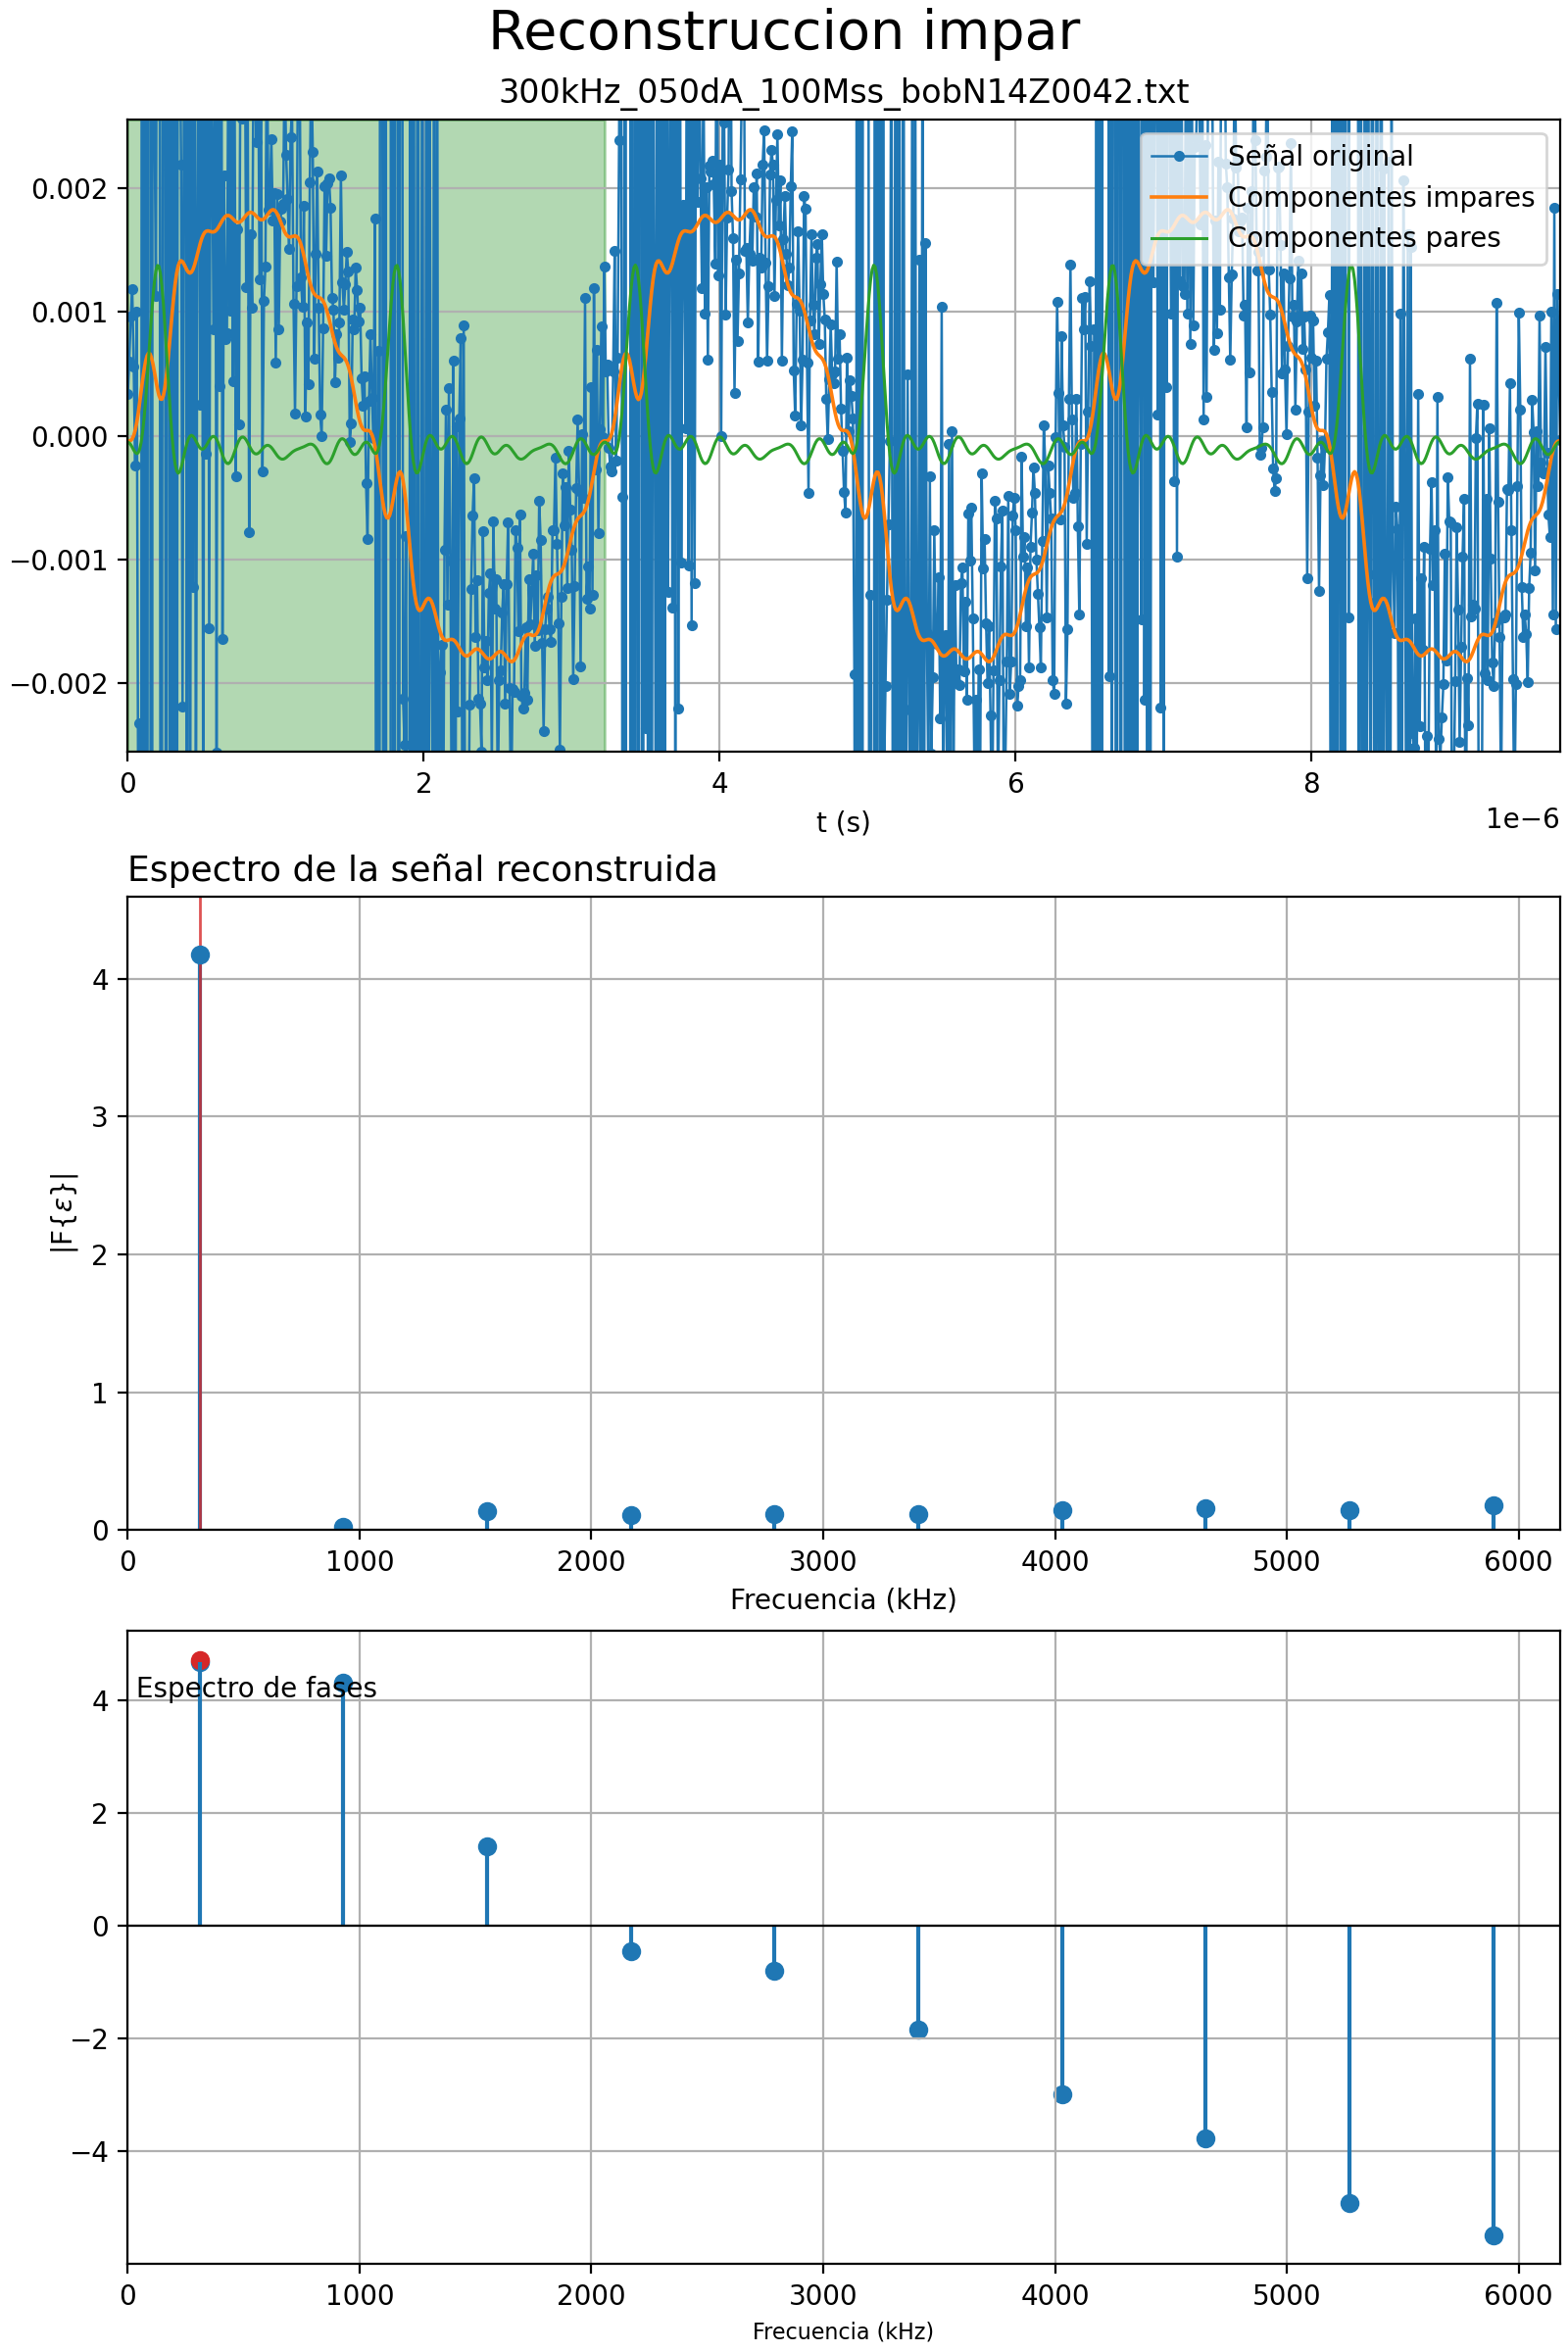 Reconstruccion impar
300kHz_050dA_100Mss_bobN14Z0042.txt
Señal original
Componentes impares
Componentes pares
0.002
0.001
0.000
−0.001
−0.002
0 2 4 6 8
1e−6
t (s)
Espectro de la señal reconstruida
4
3
2
1
0
|F{ε}|
0 1000 2000 3000 4000 5000 6000
Frecuencia (kHz)
Espectro de fases
4
2
0
−2
−4
0 1000 2000 3000 4000 5000 6000
Frecuencia (kHz)